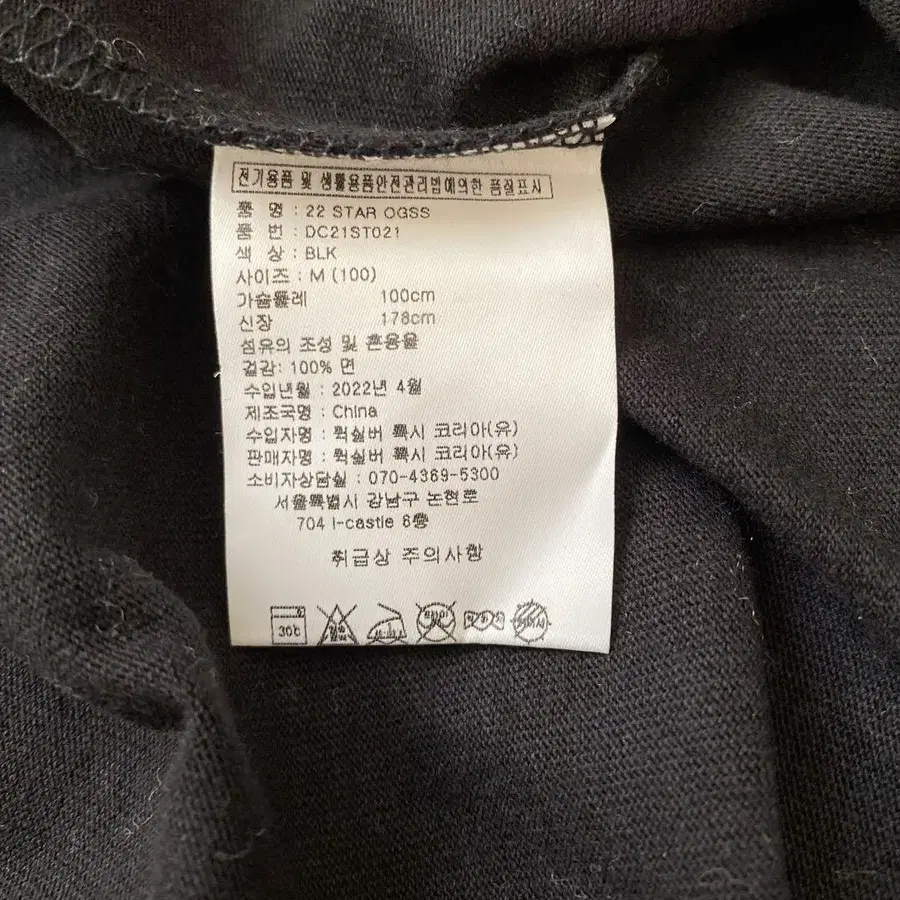 전기용품 및 생활용품안전관리법에의한 품질표시
품 명 : 22 STAR OGSS
품 번 : DC21ST021
색 상 : BLK
사이즈 : M (100)
가슴둘레 100cm
신장 178cm
섬유의 조성 및 혼용율
겉감: 100% 면
수입년월 : 2022년 4월
제조국명 : China
수입자명 : 퀵실버 록시 코리아(유)
판매자명 : 퀵실버 록시 코리아(유)
소비자상담실 : 070-4369-5300
서울특별시 강남구 논현로
704 I-castle 6층
취급상 주의사항
30℃